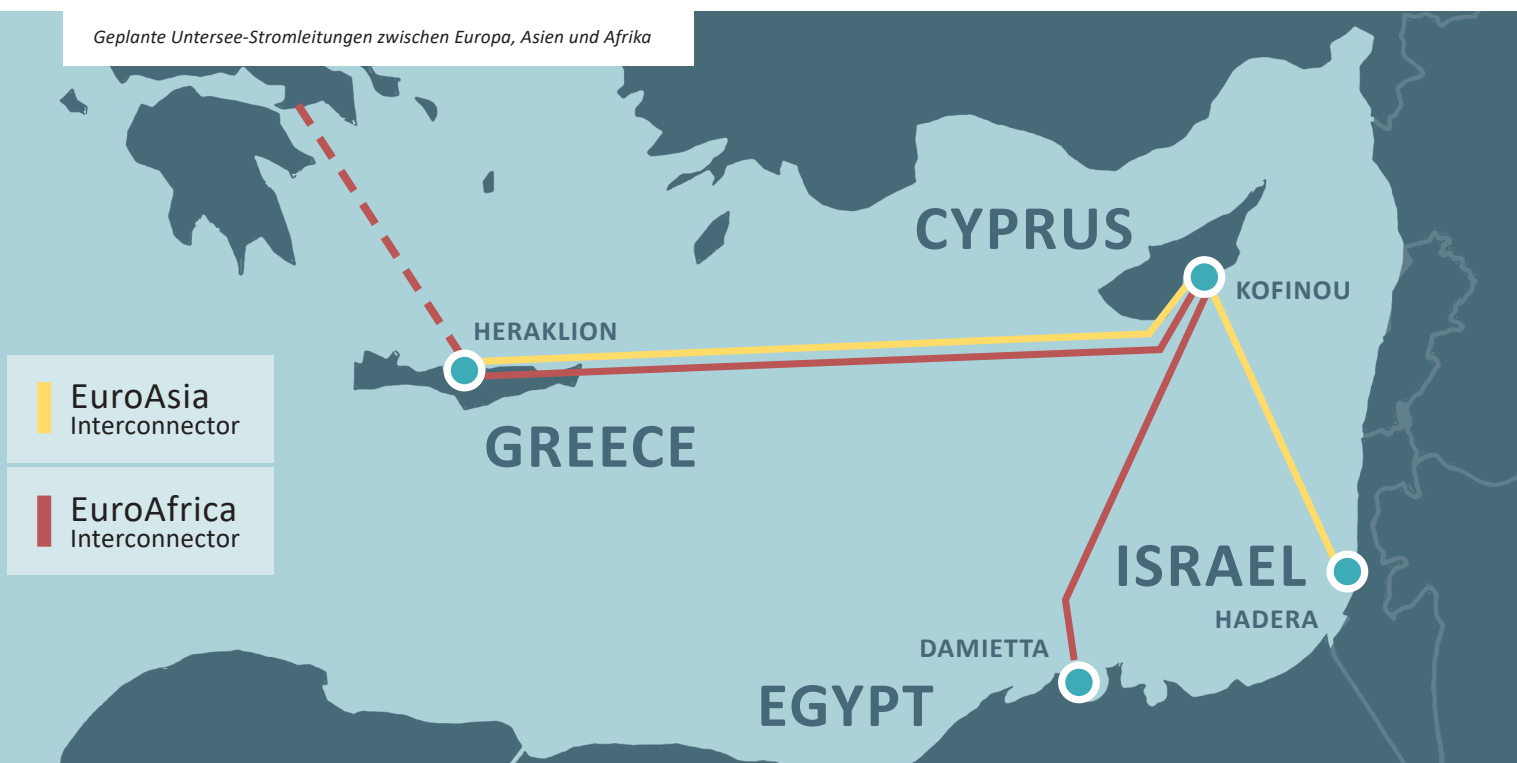 Geplante Untersee-Stromleitungen zwischen Europa, Asien und Afrika
CYPRUS
KOFINOU
HERAKLION
GREECE
EuroAsia
Interconnector
EuroAfrica
Interconnector
ISRAEL
HADERA
DAMIETTA
EGYPT